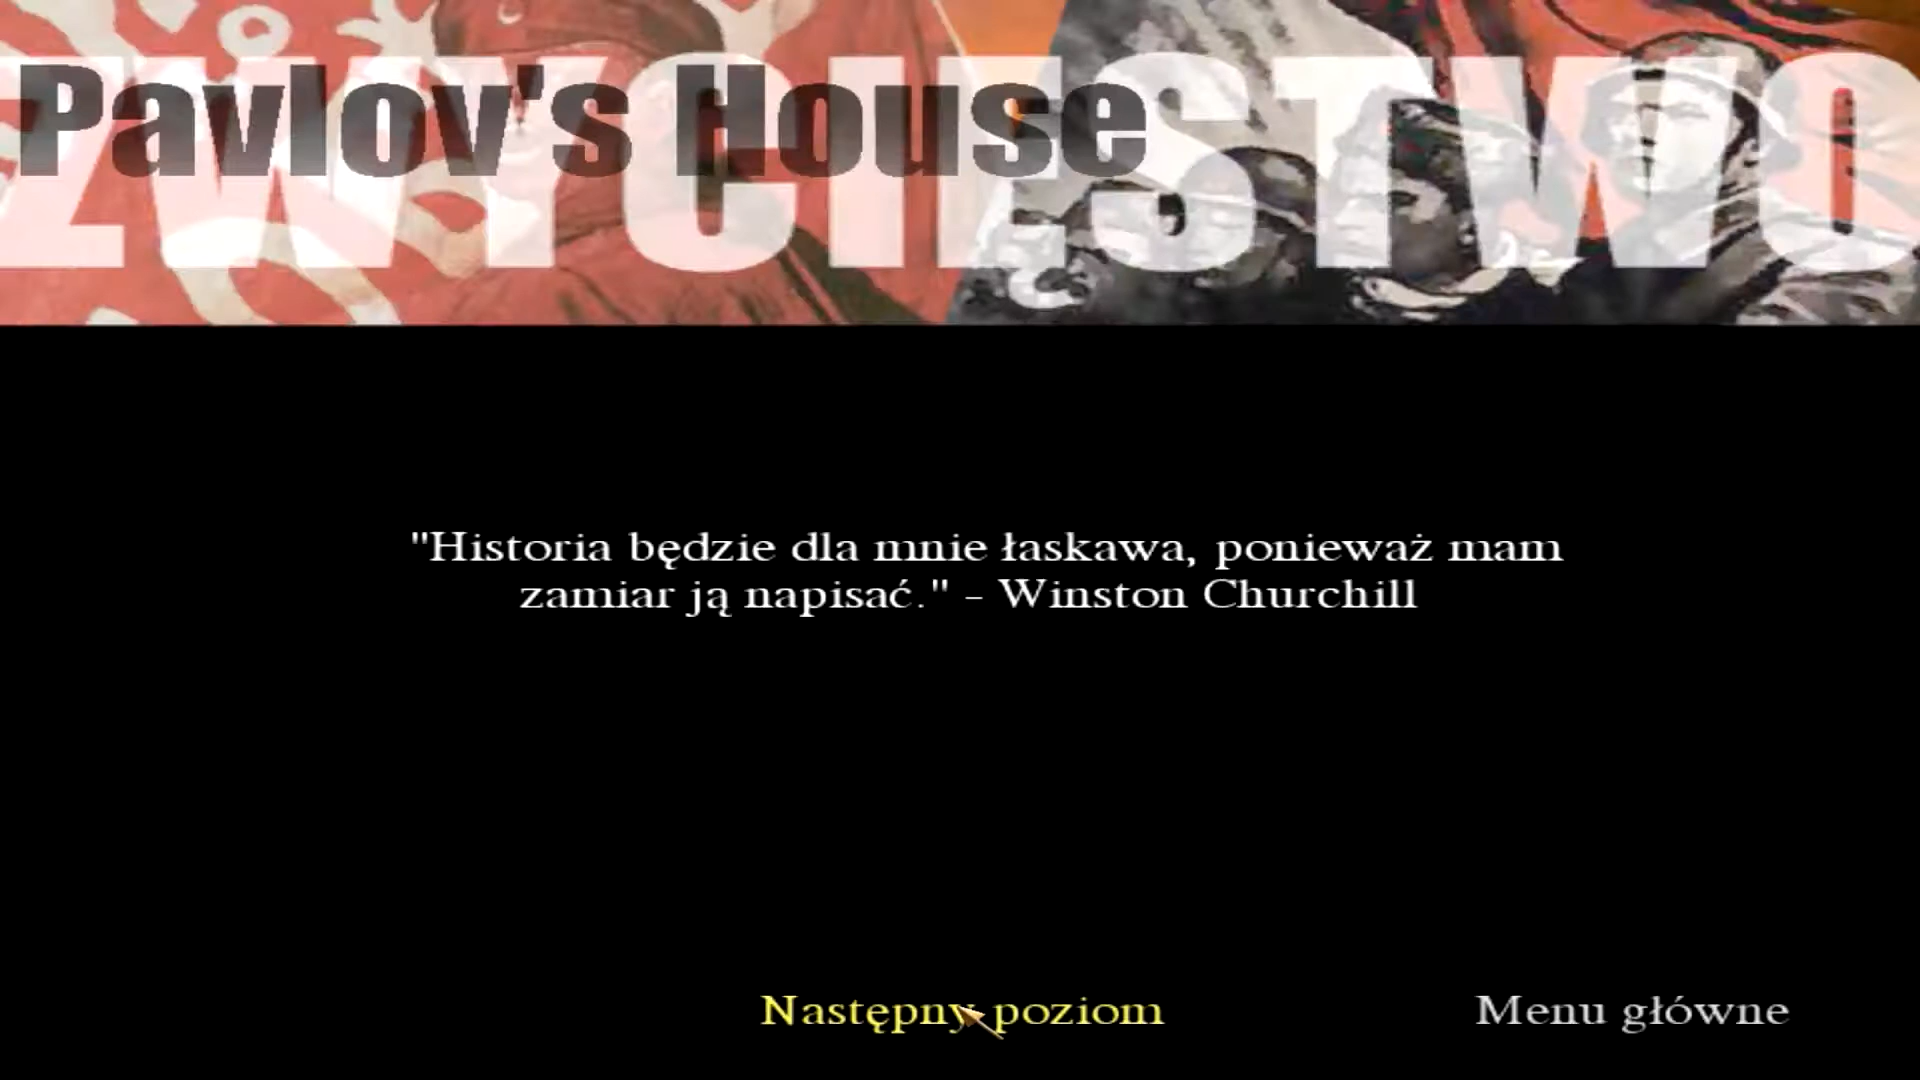 Pavlov's House
ZWYCIĘSTWO
"Historia będzie dla mnie łaskawa, ponieważ mam
zamiar ją napisać." - Winston Churchill
Następny poziom
Menu główne